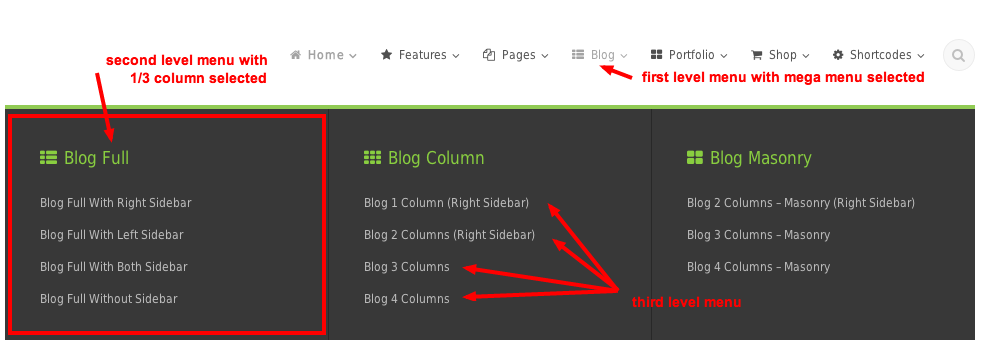 Home Features Pages Blog Portfolio Shop Shortcodes
second level menu with
1/3 column selected
first level menu with mega menu selected
Blog Full
Blog Full With Right Sidebar
Blog Full With Left Sidebar
Blog Full With Both Sidebar
Blog Full Without Sidebar
Blog Column
Blog 1 Column (Right Sidebar)
Blog 2 Columns (Right Sidebar)
Blog 3 Columns
Blog 4 Columns
third level menu
Blog Masonry
Blog 2 Columns – Masonry (Right Sidebar)
Blog 3 Columns – Masonry
Blog 4 Columns – Masonry